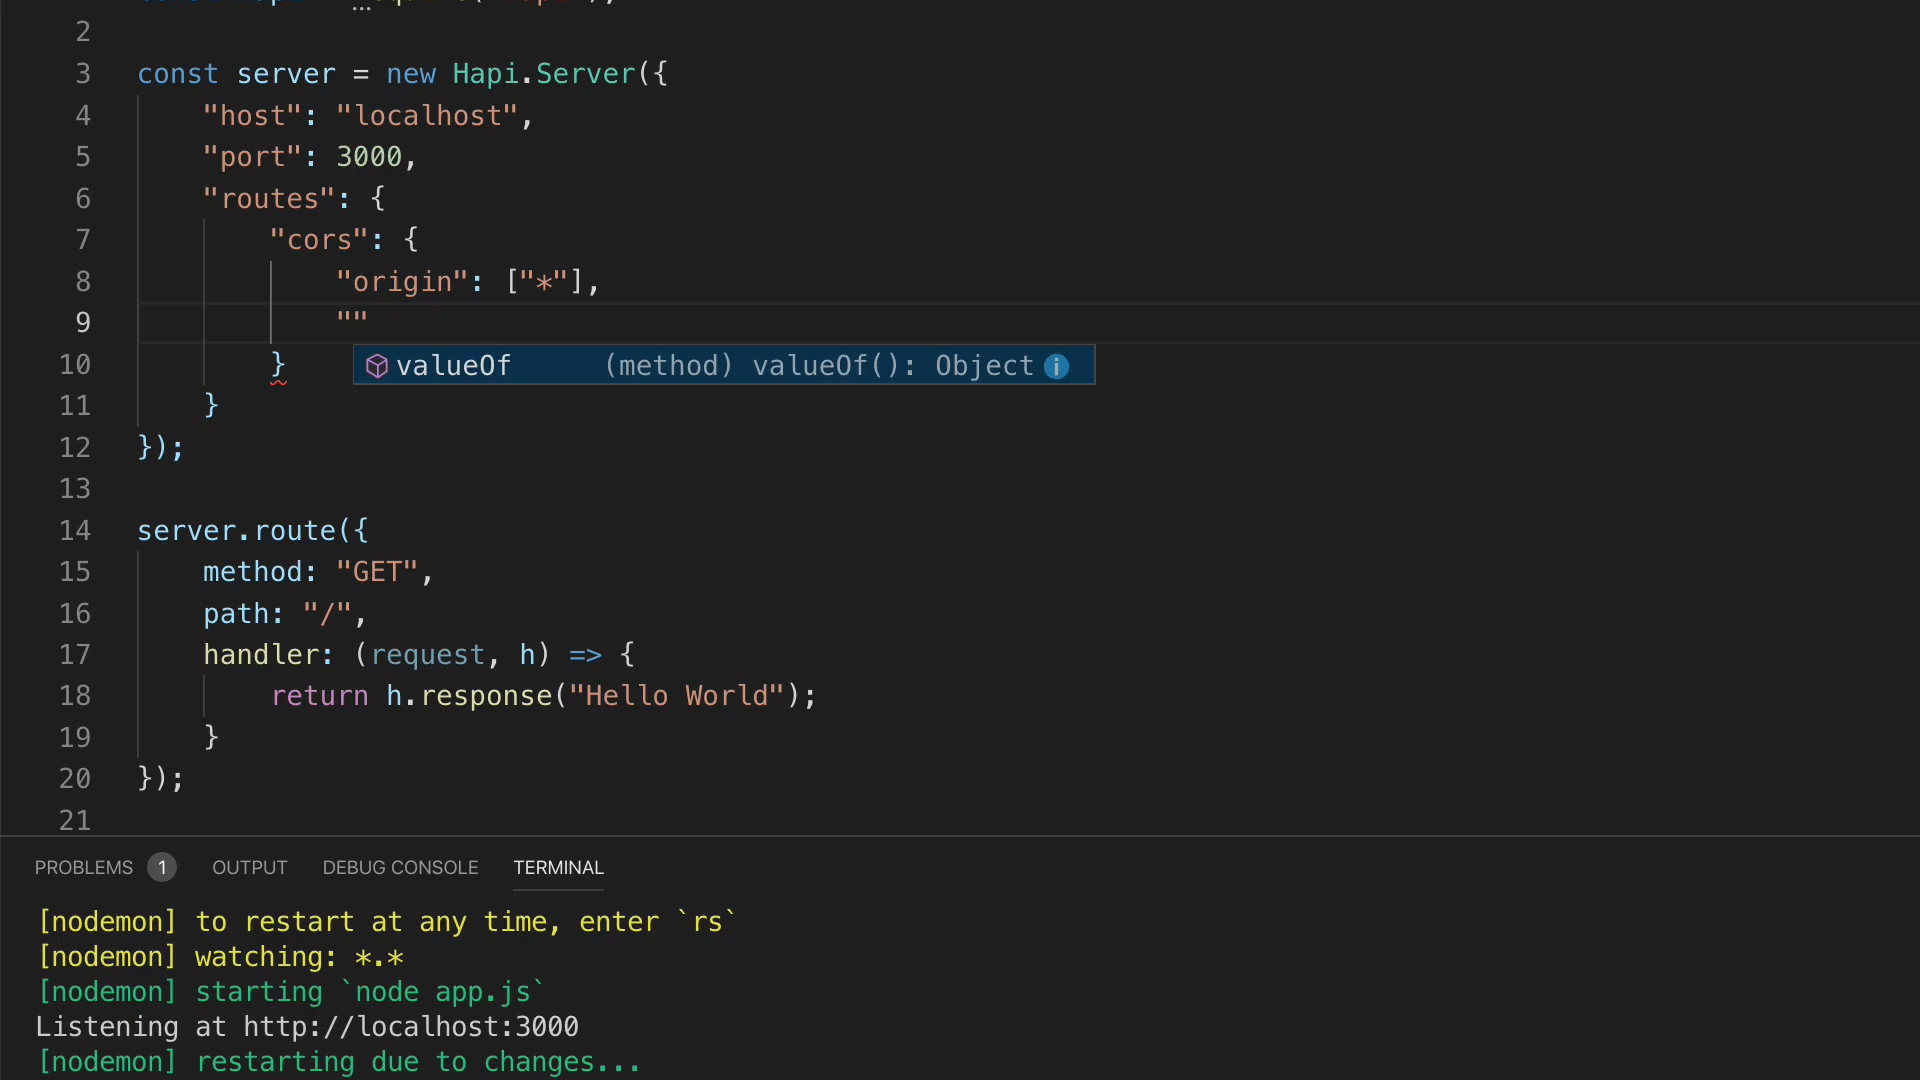 2
3 const server = new Hapi.Server({
4 "host": "localhost",
5 "port": 3000,
6 "routes": {
7 "cors": {
8 "origin": ["*"],
9 ""
10 } valueOf (method) valueOf(): Object
11 }
12 });
13
14 server.route({
15 method: "GET",
16 path: "/",
17 handler: (request, h) => {
18 return h.response("Hello World");
19 }
20 });
21
PROBLEMS 1 OUTPUT DEBUG CONSOLE TERMINAL
[nodemon] to restart at any time, enter `rs`
[nodemon] watching: *.*
[nodemon] starting `node app.js`
Listening at http://localhost:3000
[nodemon] restarting due to changes...